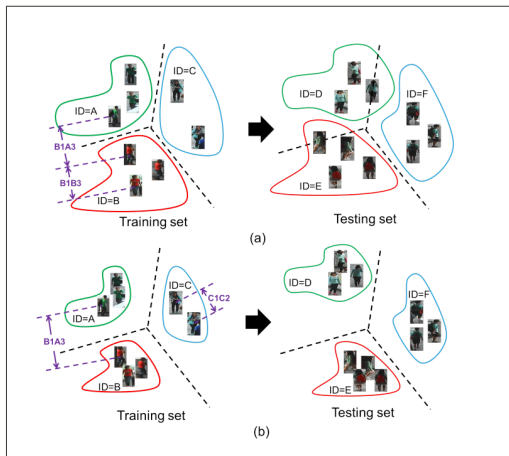 ID=A
ID=C
B1A3
B1B3
ID=B
Training set
ID=D
ID=F
ID=E
Testing set
(a)
ID=A
ID=C
C1C2
B1A3
ID=B
Training set
ID=D
ID=F
ID=E
Testing set
(b)